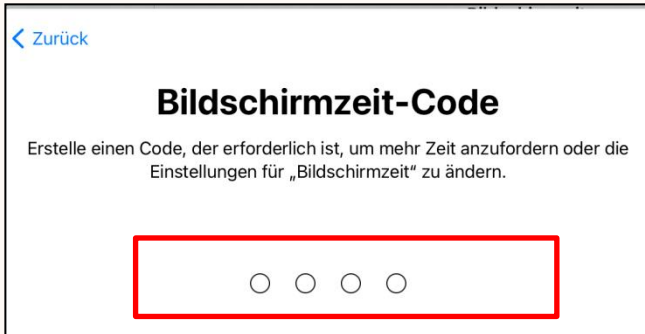 Zurück
Bildschirmzeit-Code
Erstelle einen Code, der erforderlich ist, um mehr Zeit anzufordern oder die
Einstellungen für „Bildschirmzeit“ zu ändern.